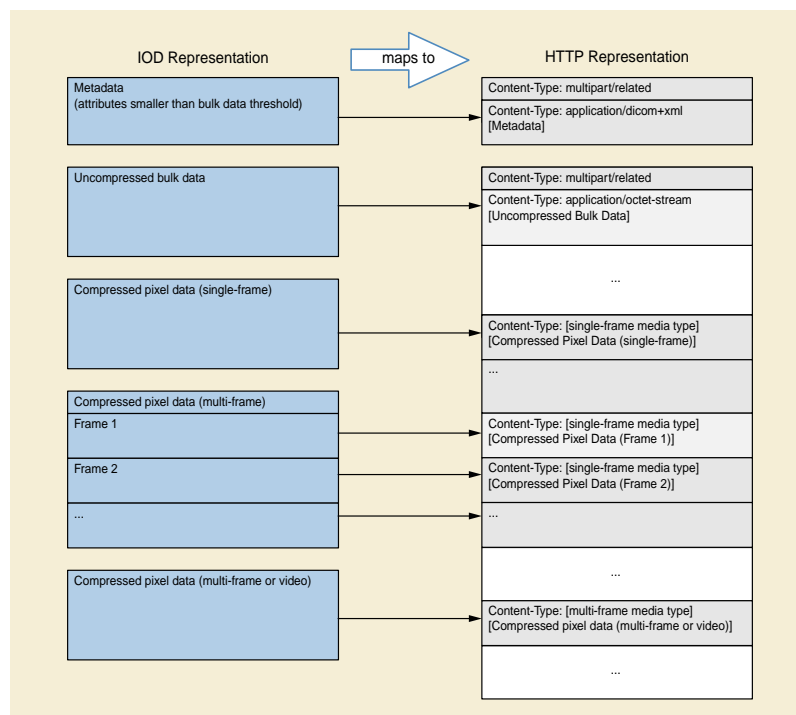 IOD Representation
maps to
HTTP Representation
Metadata
(attributes smaller than bulk data threshold)
Content-Type: multipart/related
Content-Type: application/dicom+xml
[Metadata]
Uncompressed bulk data
Content-Type: multipart/related
Content-Type: application/octet-stream
[Uncompressed Bulk Data]
...
Compressed pixel data (single-frame)
Content-Type: [single-frame media type]
[Compressed Pixel Data (single-frame)]
...
Compressed pixel data (multi-frame)
Frame 1
Content-Type: [single-frame media type]
[Compressed Pixel Data (Frame 1)]
Frame 2
Content-Type: [single-frame media type]
[Compressed Pixel Data (Frame 2)]
...
...
...
Compressed pixel data (multi-frame or video)
Content-Type: [multi-frame media type]
[Compressed pixel data (multi-frame or video)]
...